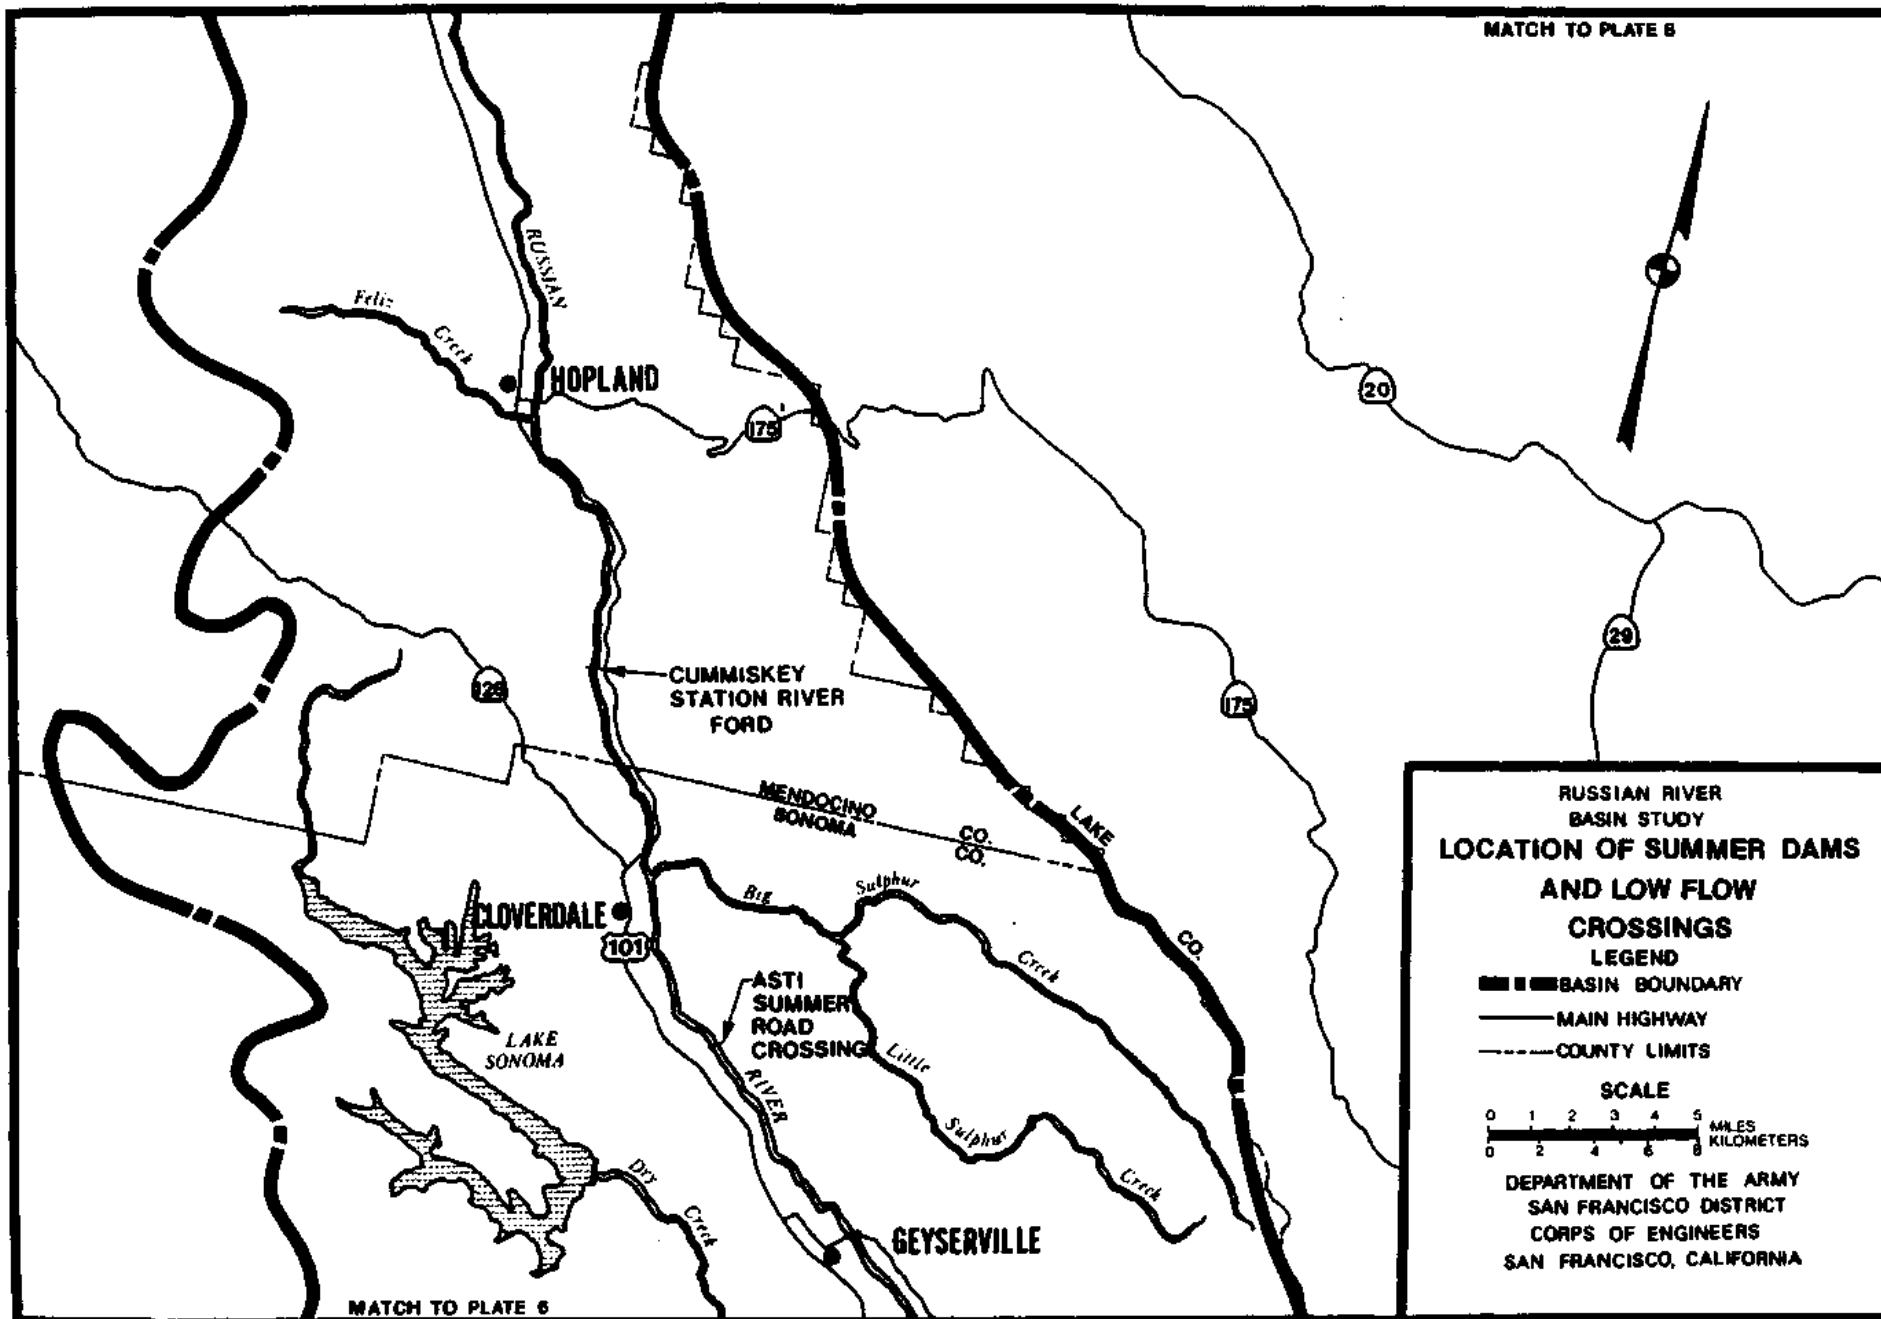 MATCH TO PLATE 8
RUSSIAN
Feliz
Creek
HOPLAND
175
20
29
128
CUMMISKEY
STATION RIVER
FORD
175
MENDOCINO CO.
SONOMA CO.
LAKE CO.
Big
Sulphur
Creek
CLOVERDALE
101
ASTI
SUMMER
ROAD
CROSSING
LAKE
SONOMA
Little
Sulphur
Creek
RIVER
Dry
Creek
GEYSERVILLE
MATCH TO PLATE 6
RUSSIAN RIVER
BASIN STUDY
LOCATION OF SUMMER DAMS
AND LOW FLOW
CROSSINGS
LEGEND
BASIN BOUNDARY
MAIN HIGHWAY
COUNTY LIMITS
SCALE
0 1 2 3 4 5
MILES
KILOMETERS
0 2 4 6 8
DEPARTMENT OF THE ARMY
SAN FRANCISCO DISTRICT
CORPS OF ENGINEERS
SAN FRANCISCO, CALIFORNIA